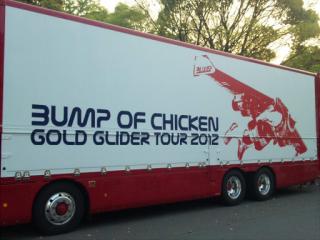 BUMP OF CHICKEN
GOLD GLIDER TOUR 2012